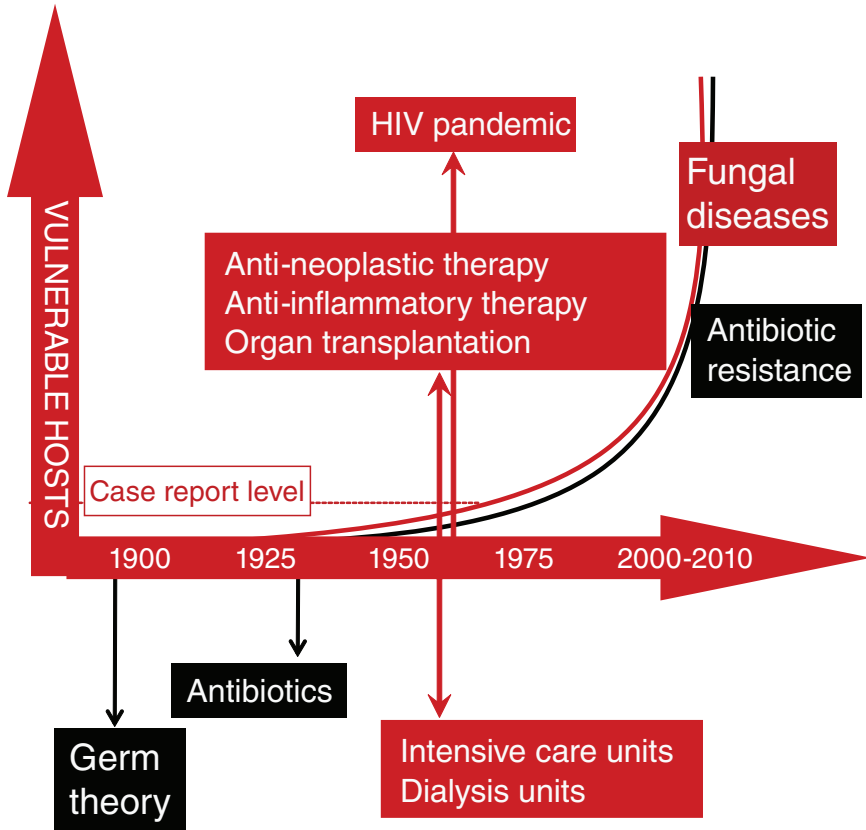 HIV pandemic
Fungal
diseases
VULNERABLE HOSTS
Anti-neoplastic therapy
Anti-inflammatory therapy
Organ transplantation
Antibiotic
resistance
Case report level
1900 1925 1950 1975 2000-2010
Antibiotics
Germ
theory
Intensive care units
Dialysis units